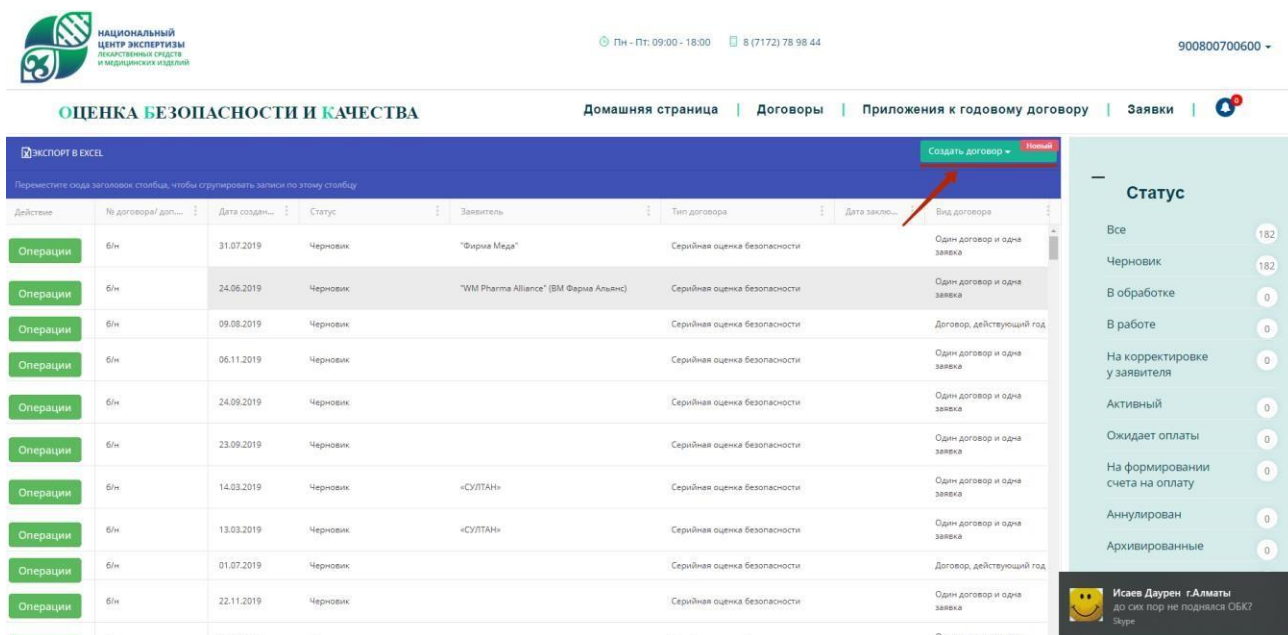 НАЦИОНАЛЬНЫЙ
ЦЕНТР ЭКСПЕРТИЗЫ
ЛЕКАРСТВЕННЫХ СРЕДСТВ
И МЕДИЦИНСКИХ ИЗДЕЛИЙ
Пн - Пт: 09:00 - 18:00 8 (7172) 78 98 44
900800700600
ОЦЕНКА БЕЗОПАСНОСТИ И КАЧЕСТВА
Домашняя страница | Договоры | Приложения к годовому договору | Заявки | 0
ЭКСПОРТ В EXCEL
Создать договор Новый
Переместите сюда заголовок столбца, чтобы сгрупировать записи по этому столбцу
Действие № договора/ доп.... Дата создан... Статус Заявитель Тип договора Дата заклю... Вид договора
Операции б/н 31.07.2019 Черновик "Фирма Меда" Серийная оценка безопасности Один договор и одна
заявка
Операции б/н 24.06.2019 Черновик "WM Pharma Alliance" (ВМ Фарма Альянс) Серийная оценка безопасности Один договор и одна
заявка
Операции б/н 09.08.2019 Черновик Серийная оценка безопасности Договор, действующий год
Операции б/н 06.11.2019 Черновик Серийная оценка безопасности Один договор и одна
заявка
Операции б/н 24.09.2019 Черновик Серийная оценка безопасности Один договор и одна
заявка
Операции б/н 23.09.2019 Черновик Серийная оценка безопасности Один договор и одна
заявка
Операции б/н 14.03.2019 Черновик «СУЛТАН» Серийная оценка безопасности Один договор и одна
заявка
Операции б/н 13.03.2019 Черновик «СУЛТАН» Серийная оценка безопасности Один договор и одна
заявка
Операции б/н 01.07.2019 Черновик Серийная оценка безопасности Договор, действующий год
Операции б/н 22.11.2019 Черновик Серийная оценка безопасности Один договор и одна
заявка
Статус
Все 182
Черновик 182
В обработке 0
В работе 0
На корректировке 0
у заявителя
Активный 0
Ожидает оплаты 0
На формировании 0
счета на оплату
Аннулирован 0
Архивированные 0
Исаев Даурен г.Алматы
до сих пор не поднялся ОБК?
Skype